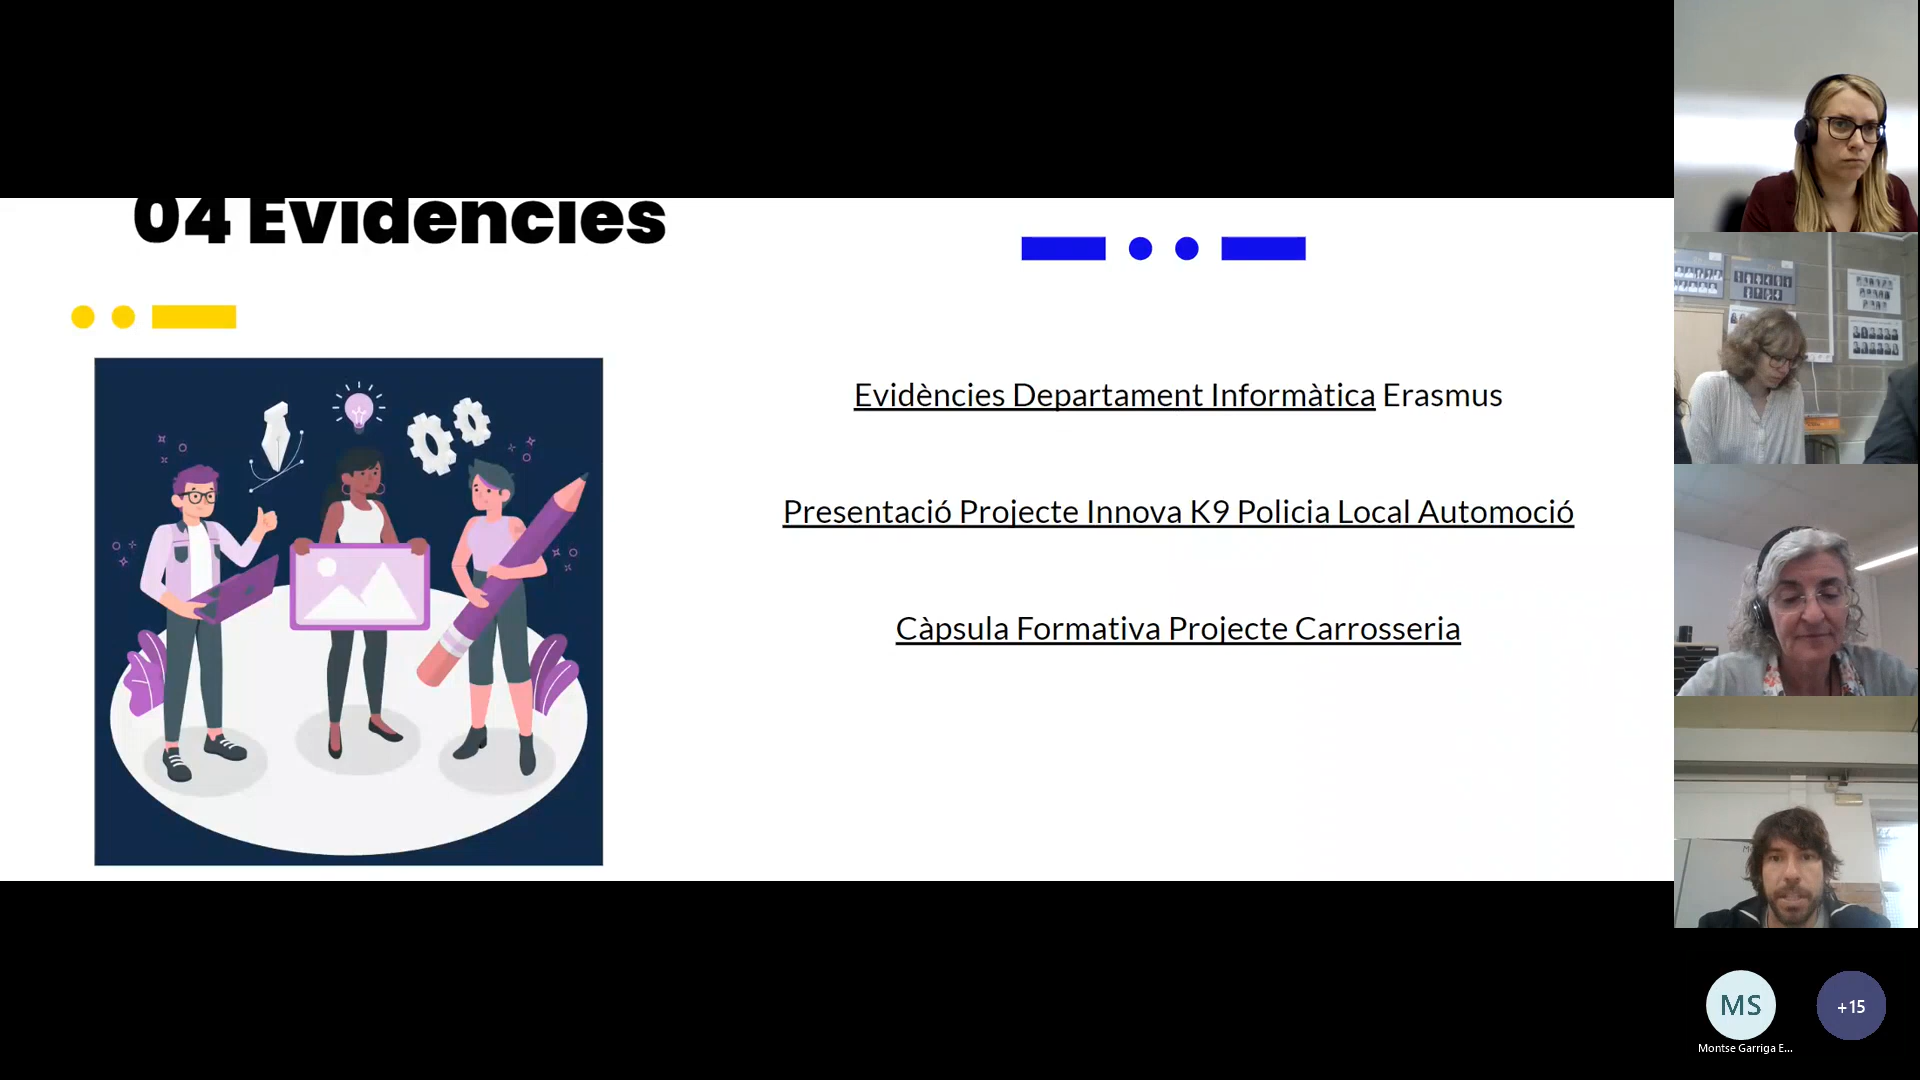 04 Evidències
Evidències Departament Informàtica Erasmus
Presentació Projecte Innova K9 Policia Local Automoció
Càpsula Formativa Projecte Carrosseria
MS
+15
Montse Garriga E...